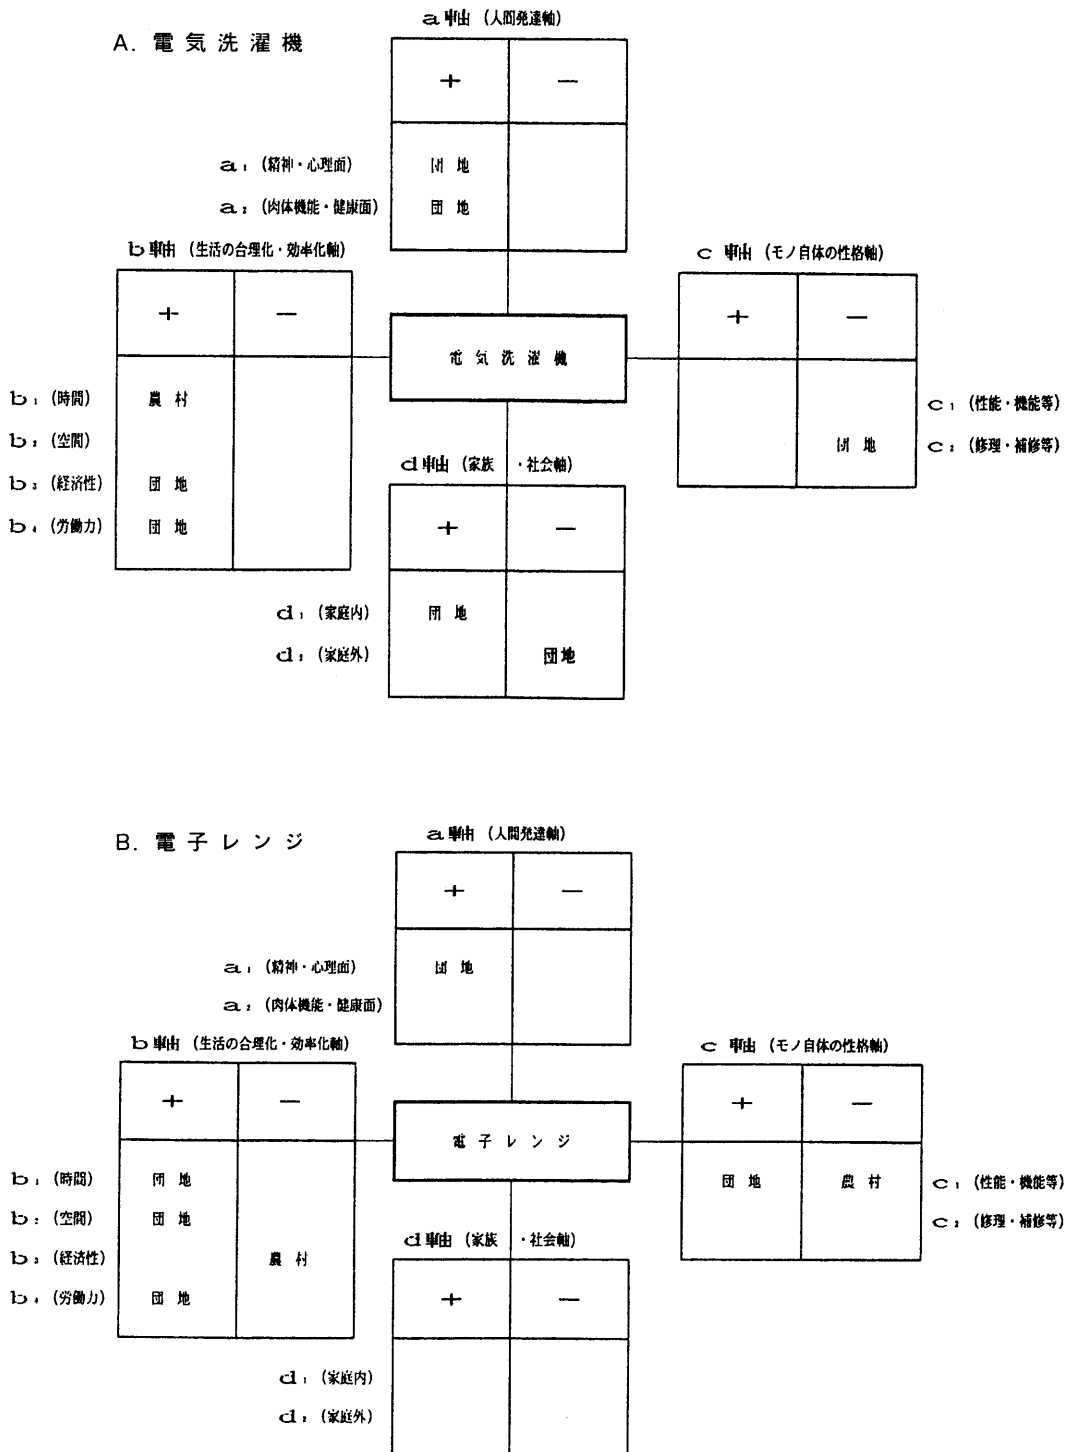 A. 電気洗濯機
a軸 (人間発達軸)
+ −
a₁ (精神・心理面) 団地
a₂ (肉体機能・健康面) 団地
b軸 (生活の合理化・効率化軸)
+ −
b₁ (時間) 農村
b₂ (空間)
b₃ (経済性) 団地
b₄ (労働力) 団地
電気洗濯機
c軸 (モノ自体の性格軸)
+ −
c₁ (性能・機能等)
団地 c₂ (修理・補修等)
d軸 (家族・社会軸)
+ −
d₁ (家庭内) 団地
d₂ (家庭外) 団地
B. 電子レンジ
a軸 (人間発達軸)
+ −
a₁ (精神・心理面) 団地
a₂ (肉体機能・健康面)
b軸 (生活の合理化・効率化軸)
+ −
b₁ (時間) 団地
b₂ (空間) 団地
b₃ (経済性) 農村
b₄ (労働力) 団地
電子レンジ
c軸 (モノ自体の性格軸)
+ −
団地 農村 c₁ (性能・機能等)
c₂ (修理・補修等)
d軸 (家族・社会軸)
+ −
d₁ (家庭内)
d₂ (家庭外)